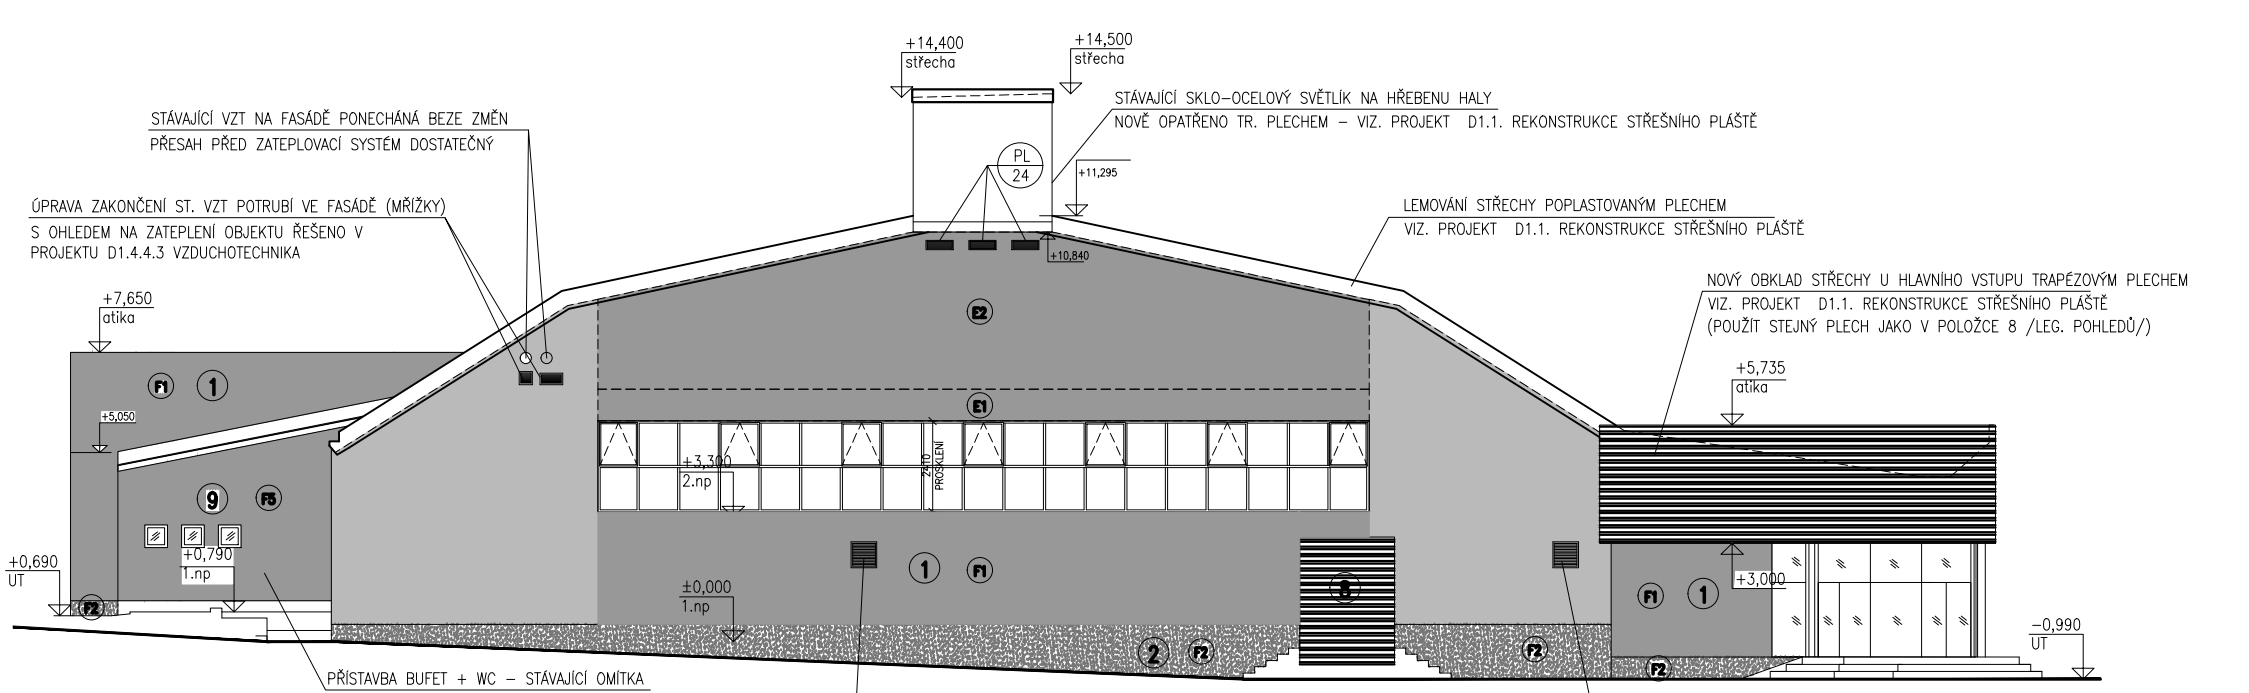 +14,400
střecha
+14,500
střecha
STÁVAJÍCÍ SKLO-OCELOVÝ SVĚTLÍK NA HŘEBENU HALY
NOVĚ OPATŘENO TR. PLECHEM - VIZ. PROJEKT D1.1. REKONSTRUKCE STŘEŠNÍHO PLÁŠTĚ
STÁVAJÍCÍ VZT NA FASÁDĚ PONECHÁNÁ BEZE ZMĚN
PŘESAH PŘED ZATEPLOVACÍ SYSTÉM DOSTATEČNÝ
PL
24
+11,295
ÚPRAVA ZAKONČENÍ ST. VZT POTRUBÍ VE FASÁDĚ (MŘÍŽKY)
S OHLEDEM NA ZATEPLENÍ OBJEKTU ŘEŠENO V
PROJEKTU D1.4.4.3 VZDUCHOTECHNIKA
LEMOVÁNÍ STŘECHY POPLASTOVANÝM PLECHEM
VIZ. PROJEKT D1.1. REKONSTRUKCE STŘEŠNÍHO PLÁŠTĚ
+10,840
NOVÝ OBKLAD STŘECHY U HLAVNÍHO VSTUPU TRAPÉZOVÝM PLECHEM
VIZ. PROJEKT D1.1. REKONSTRUKCE STŘEŠNÍHO PLÁŠTĚ
(POUŽÍT STEJNÝ PLECH JAKO V POLOŽCE 8 /LEG. POHLEDŮ/)
+7,650
atika
E2
F1
1
+5,735
atika
+5,050
E1
+3,300
2.np
2410
PROSKLENÍ
9
F5
+0,790
1.np
+0,690
UT
F2
±0,000
1.np
1
F1
8
F1
1
+3,000
2
F2
F2
F2
-0,990
UT
PŘÍSTAVBA BUFET + WC - STÁVAJÍCÍ OMÍTKA